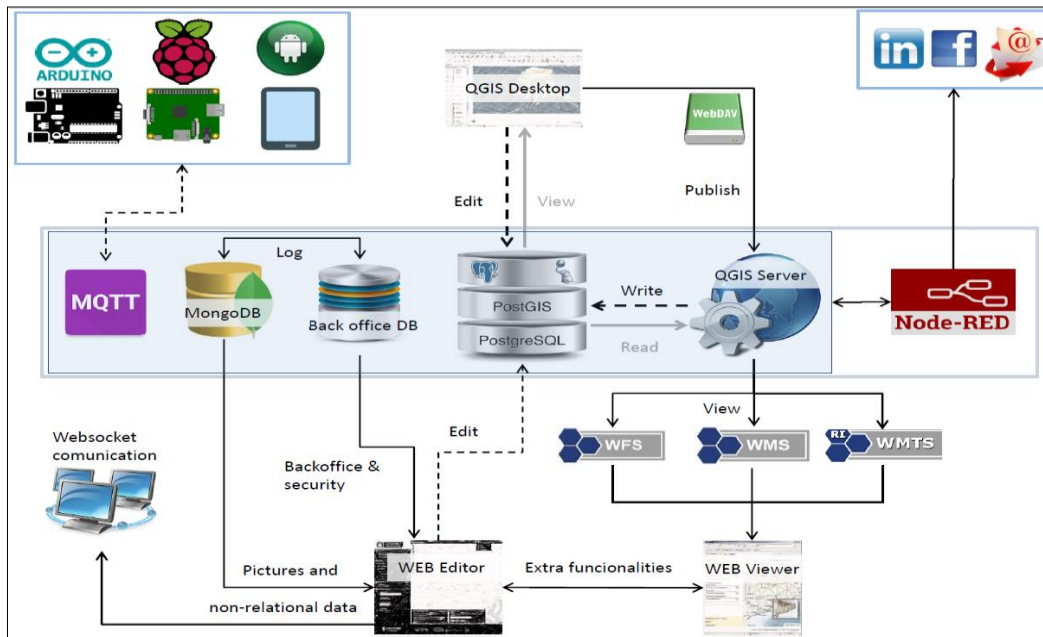 ARDUINO
in
f
@
QGIS Desktop
WebDAV
Edit
View
Publish
Log
MQTT
MongoDB
Back office DB
PostGIS
PostgreSQL
Write
Read
QGIS Server
Node-RED
View
WFS
WMS
RI
WMTS
Edit
Websocket
comunication
Backoffice &
security
WEB Editor
Extra funcionalities
WEB Viewer
Pictures and
non-relational data